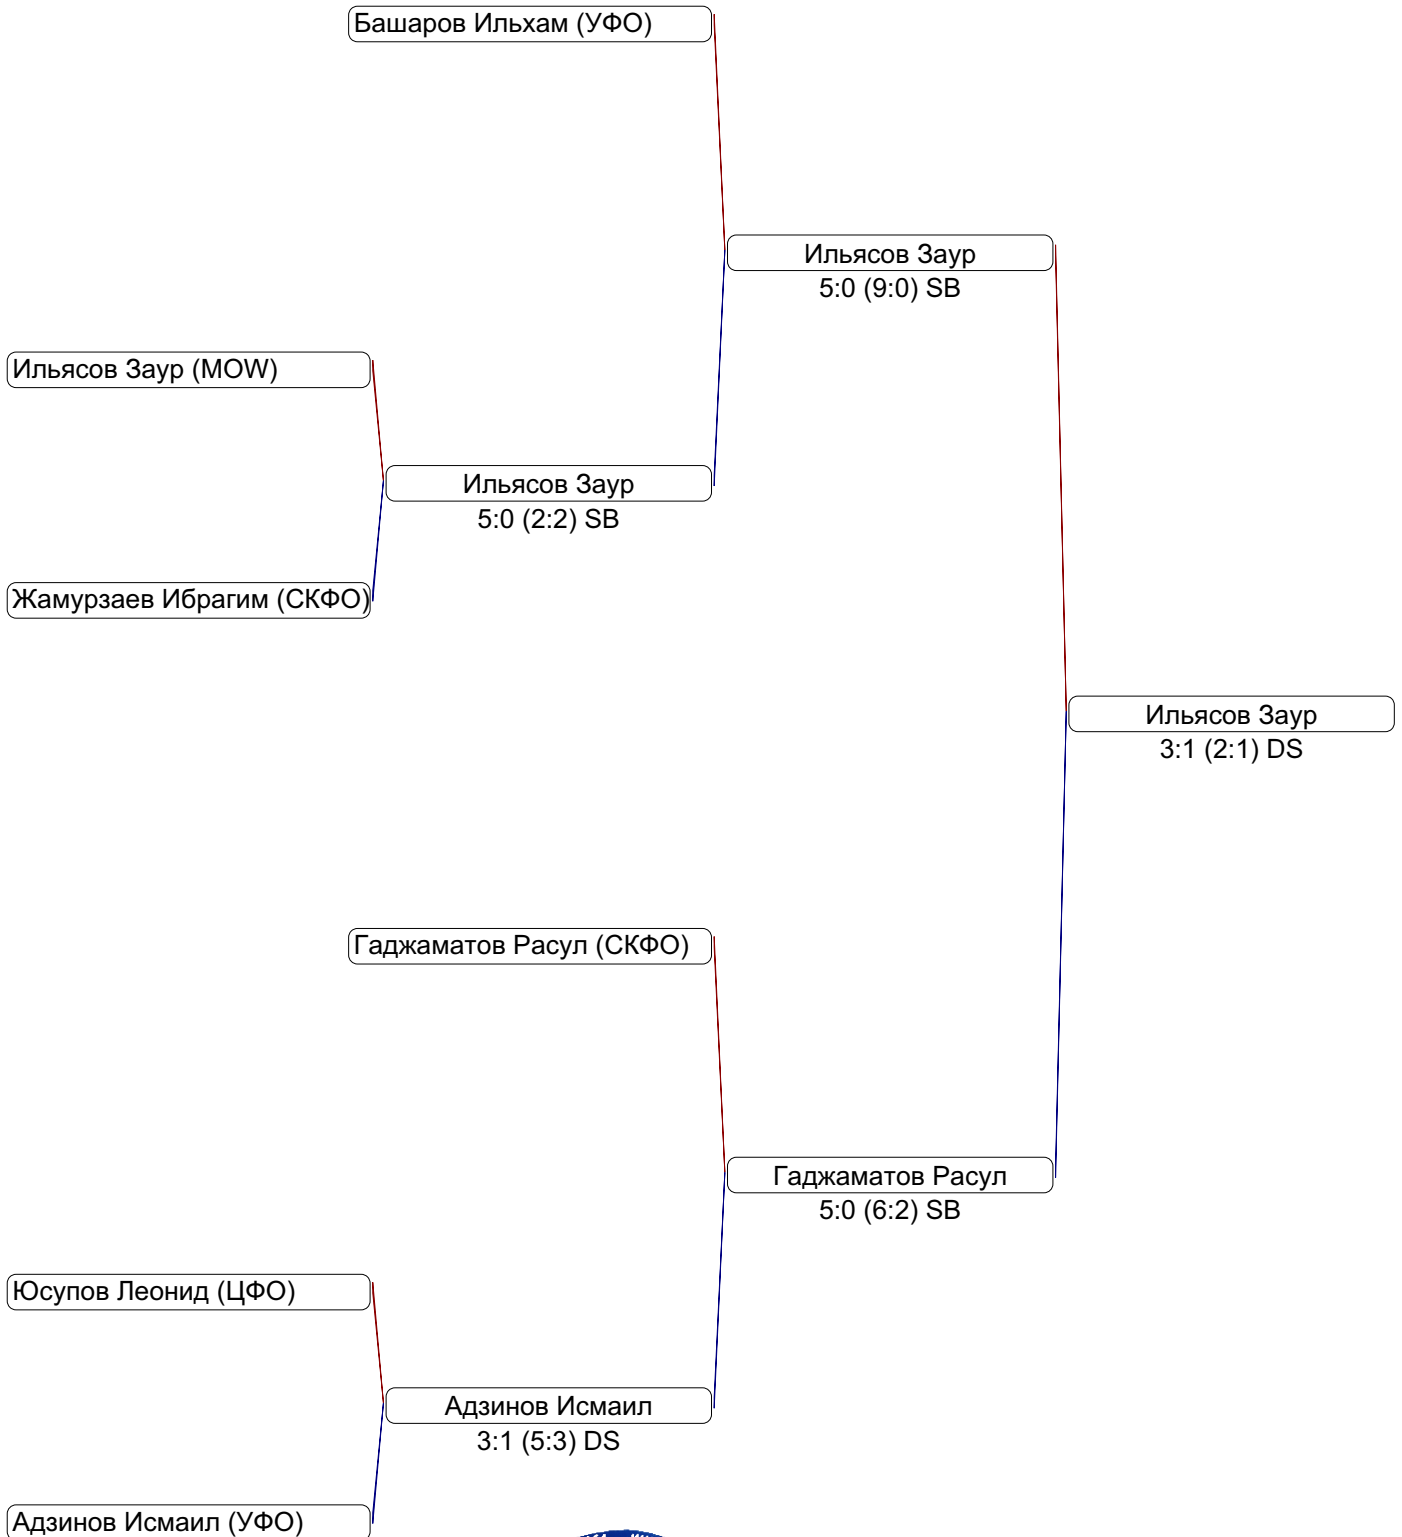 Башаров Ильхам (УФО)
Ильясов Заур
5:0 (9:0) SB
Ильясов Заур (MOW)
Ильясов Заур
5:0 (2:2) SB
Жамурзаев Ибрагим (СКФО)
Ильясов Заур
3:1 (2:1) DS
Гаджаматов Расул (СКФО)
Гаджаматов Расул
5:0 (6:2) SB
Юсупов Леонид (ЦФО)
Адзинов Исмаил
3:1 (5:3) DS
Адзинов Исмаил (УФО)